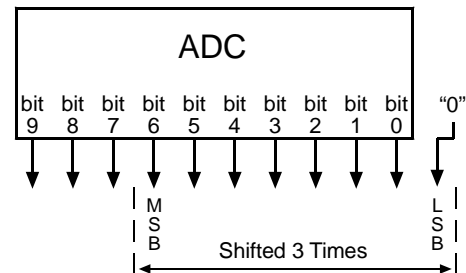 ADC
bit bit bit bit bit bit bit bit bit bit "0"
9 8 7 6 5 4 3 2 1 0
MSB LSB
Shifted 3 Times